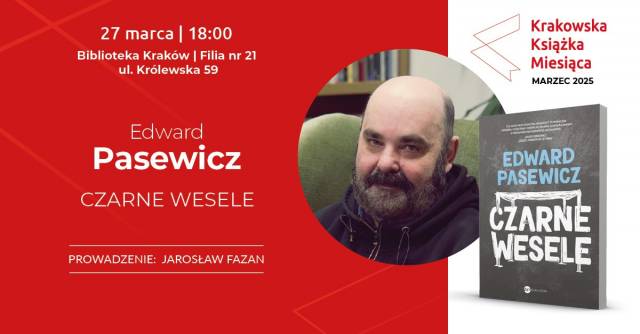 27 marca | 18:00
Biblioteka Kraków | Filia nr 21
ul. Królewska 59
Edward
Pasewicz
CZARNE WESELE
PROWADZENIE: JAROSŁAW FAZAN
Krakowska
Książka
Miesiąca
MARZEC 2025
EDWARD
PASEWICZ
CZARNE
WESELE